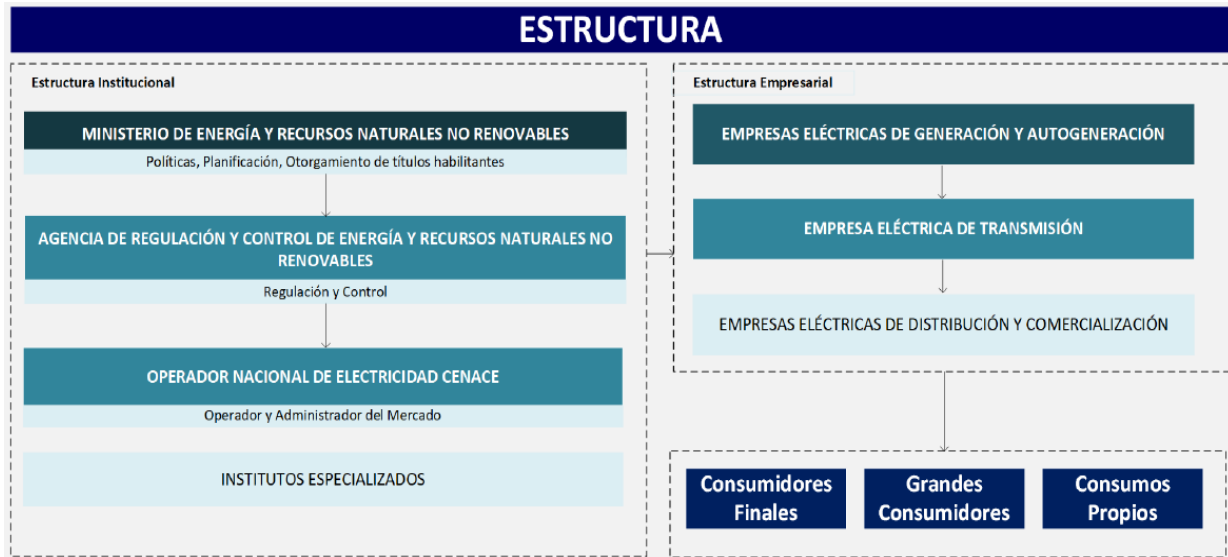 ESTRUCTURA
Estructura Institucional
MINISTERIO DE ENERGÍA Y RECURSOS NATURALES NO RENOVABLES
Políticas, Planificación, Otorgamiento de títulos habilitantes
AGENCIA DE REGULACIÓN Y CONTROL DE ENERGÍA Y RECURSOS NATURALES NO
RENOVABLES
Regulación y Control
OPERADOR NACIONAL DE ELECTRICIDAD CENACE
Operador y Administrador del Mercado
INSTITUTOS ESPECIALIZADOS
Estructura Empresarial
EMPRESAS ELÉCTRICAS DE GENERACIÓN Y AUTOGENERACIÓN
EMPRESA ELÉCTRICA DE TRANSMISIÓN
EMPRESAS ELÉCTRICAS DE DISTRIBUCIÓN Y COMERCIALIZACIÓN
Consumidores
Finales
Grandes
Consumidores
Consumos
Propios